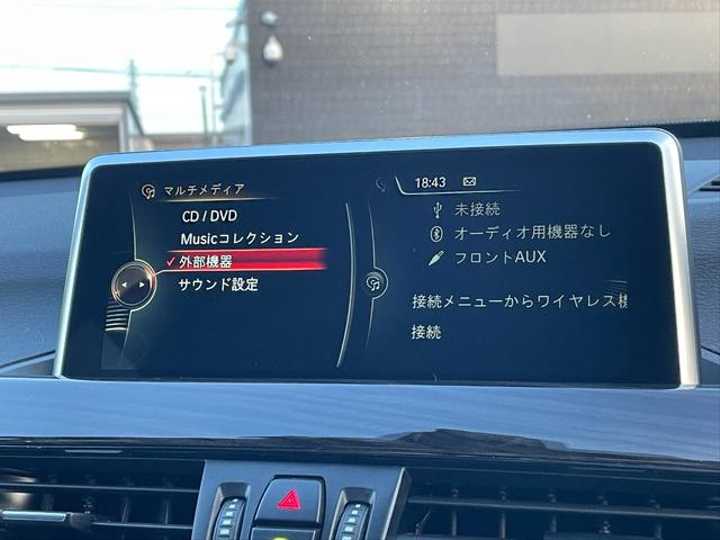 マルチメディア
CD / DVD
Musicコレクション
外部機器
サウンド設定
18:43
未接続
オーディオ用機器なし
フロントAUX
接続メニューからワイヤレス機
接続